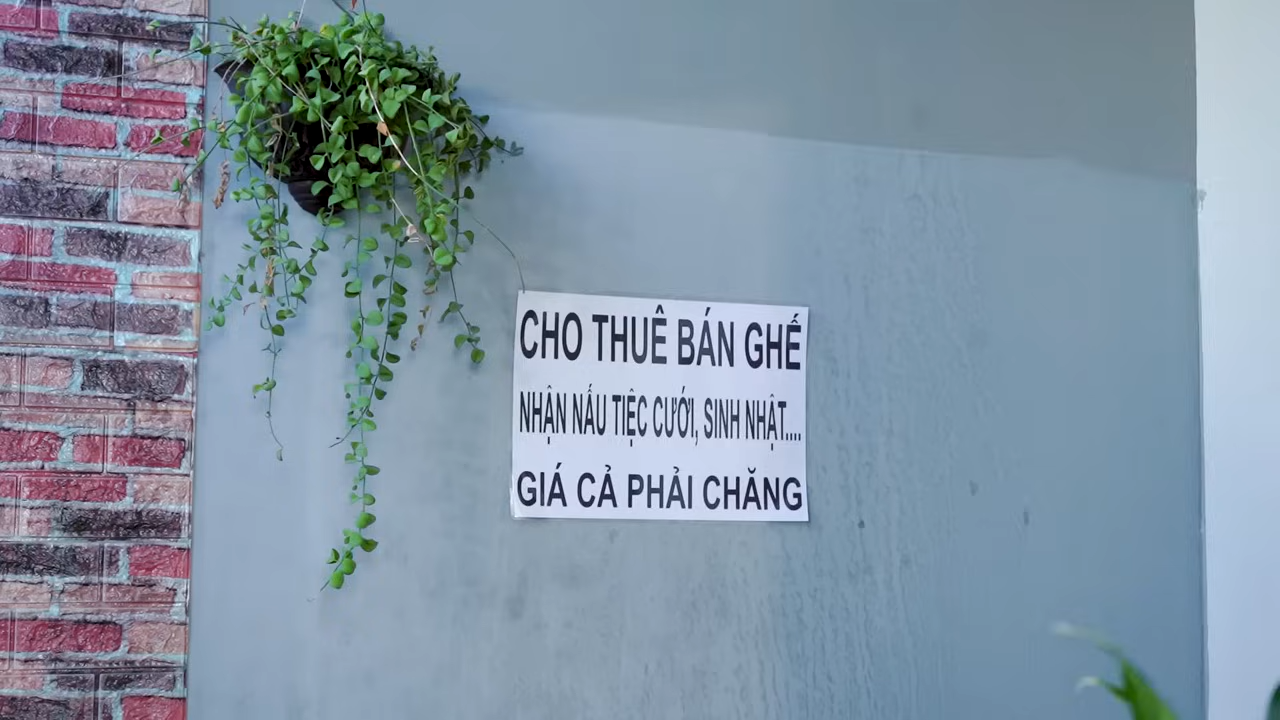 CHO THUÊ BÁN GHẾ
NHẬN NẤU TIỆC CƯỚI, SINH NHẬT....
GIÁ CẢ PHẢI CHĂNG